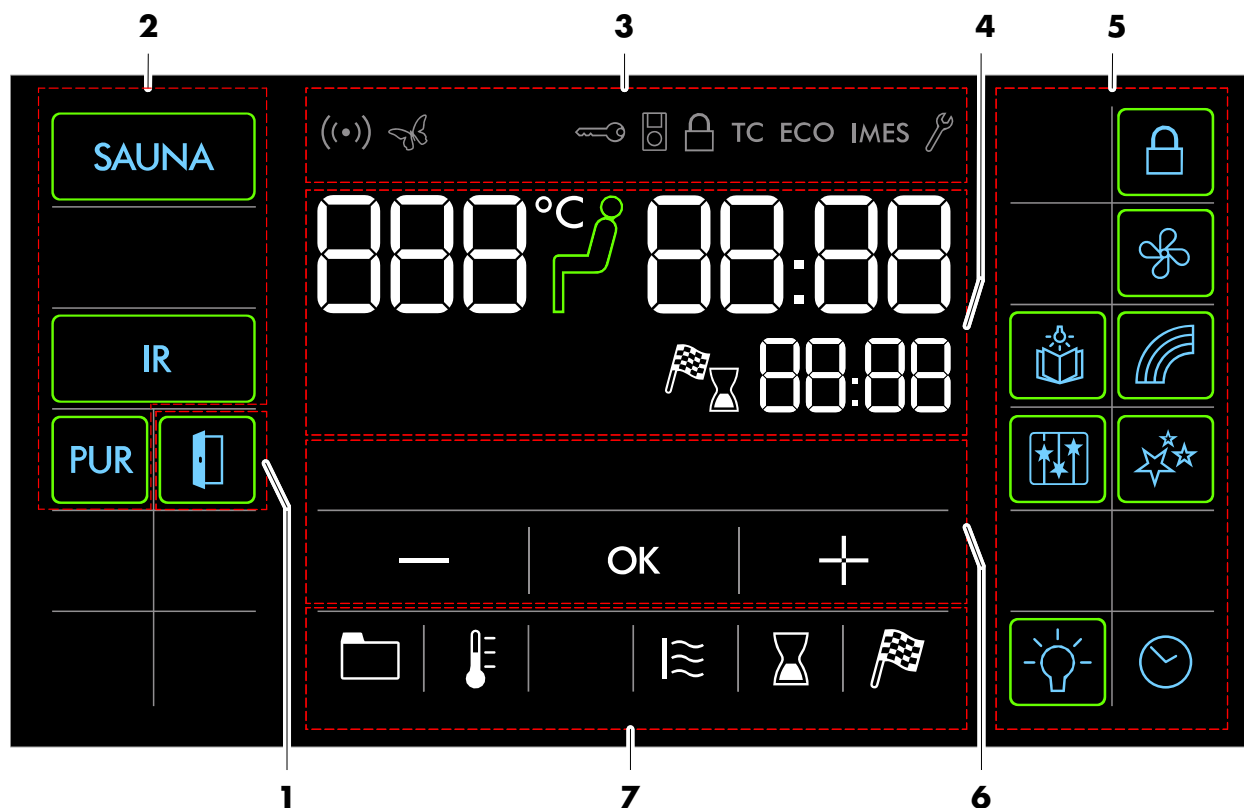 2 3 4 5
SAUNA
TC ECO IMES
888 °C 88:88
IR
88:88
PUR
— OK +
1 7 6